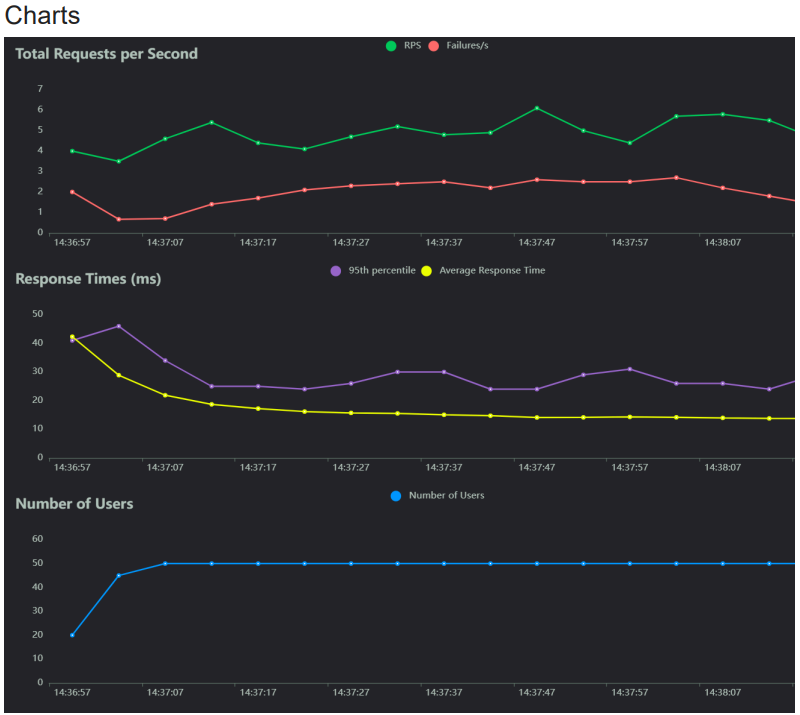 Charts
RPS Failures/s
Total Requests per Second
7
6
5
4
3
2
1
0
14:36:57 14:37:07 14:37:17 14:37:27 14:37:37 14:37:47 14:37:57 14:38:07
95th percentile Average Response Time
Response Times (ms)
50
40
30
20
10
0
14:36:57 14:37:07 14:37:17 14:37:27 14:37:37 14:37:47 14:37:57 14:38:07
Number of Users
Number of Users
60
50
40
30
20
10
0
14:36:57 14:37:07 14:37:17 14:37:27 14:37:37 14:37:47 14:37:57 14:38:07